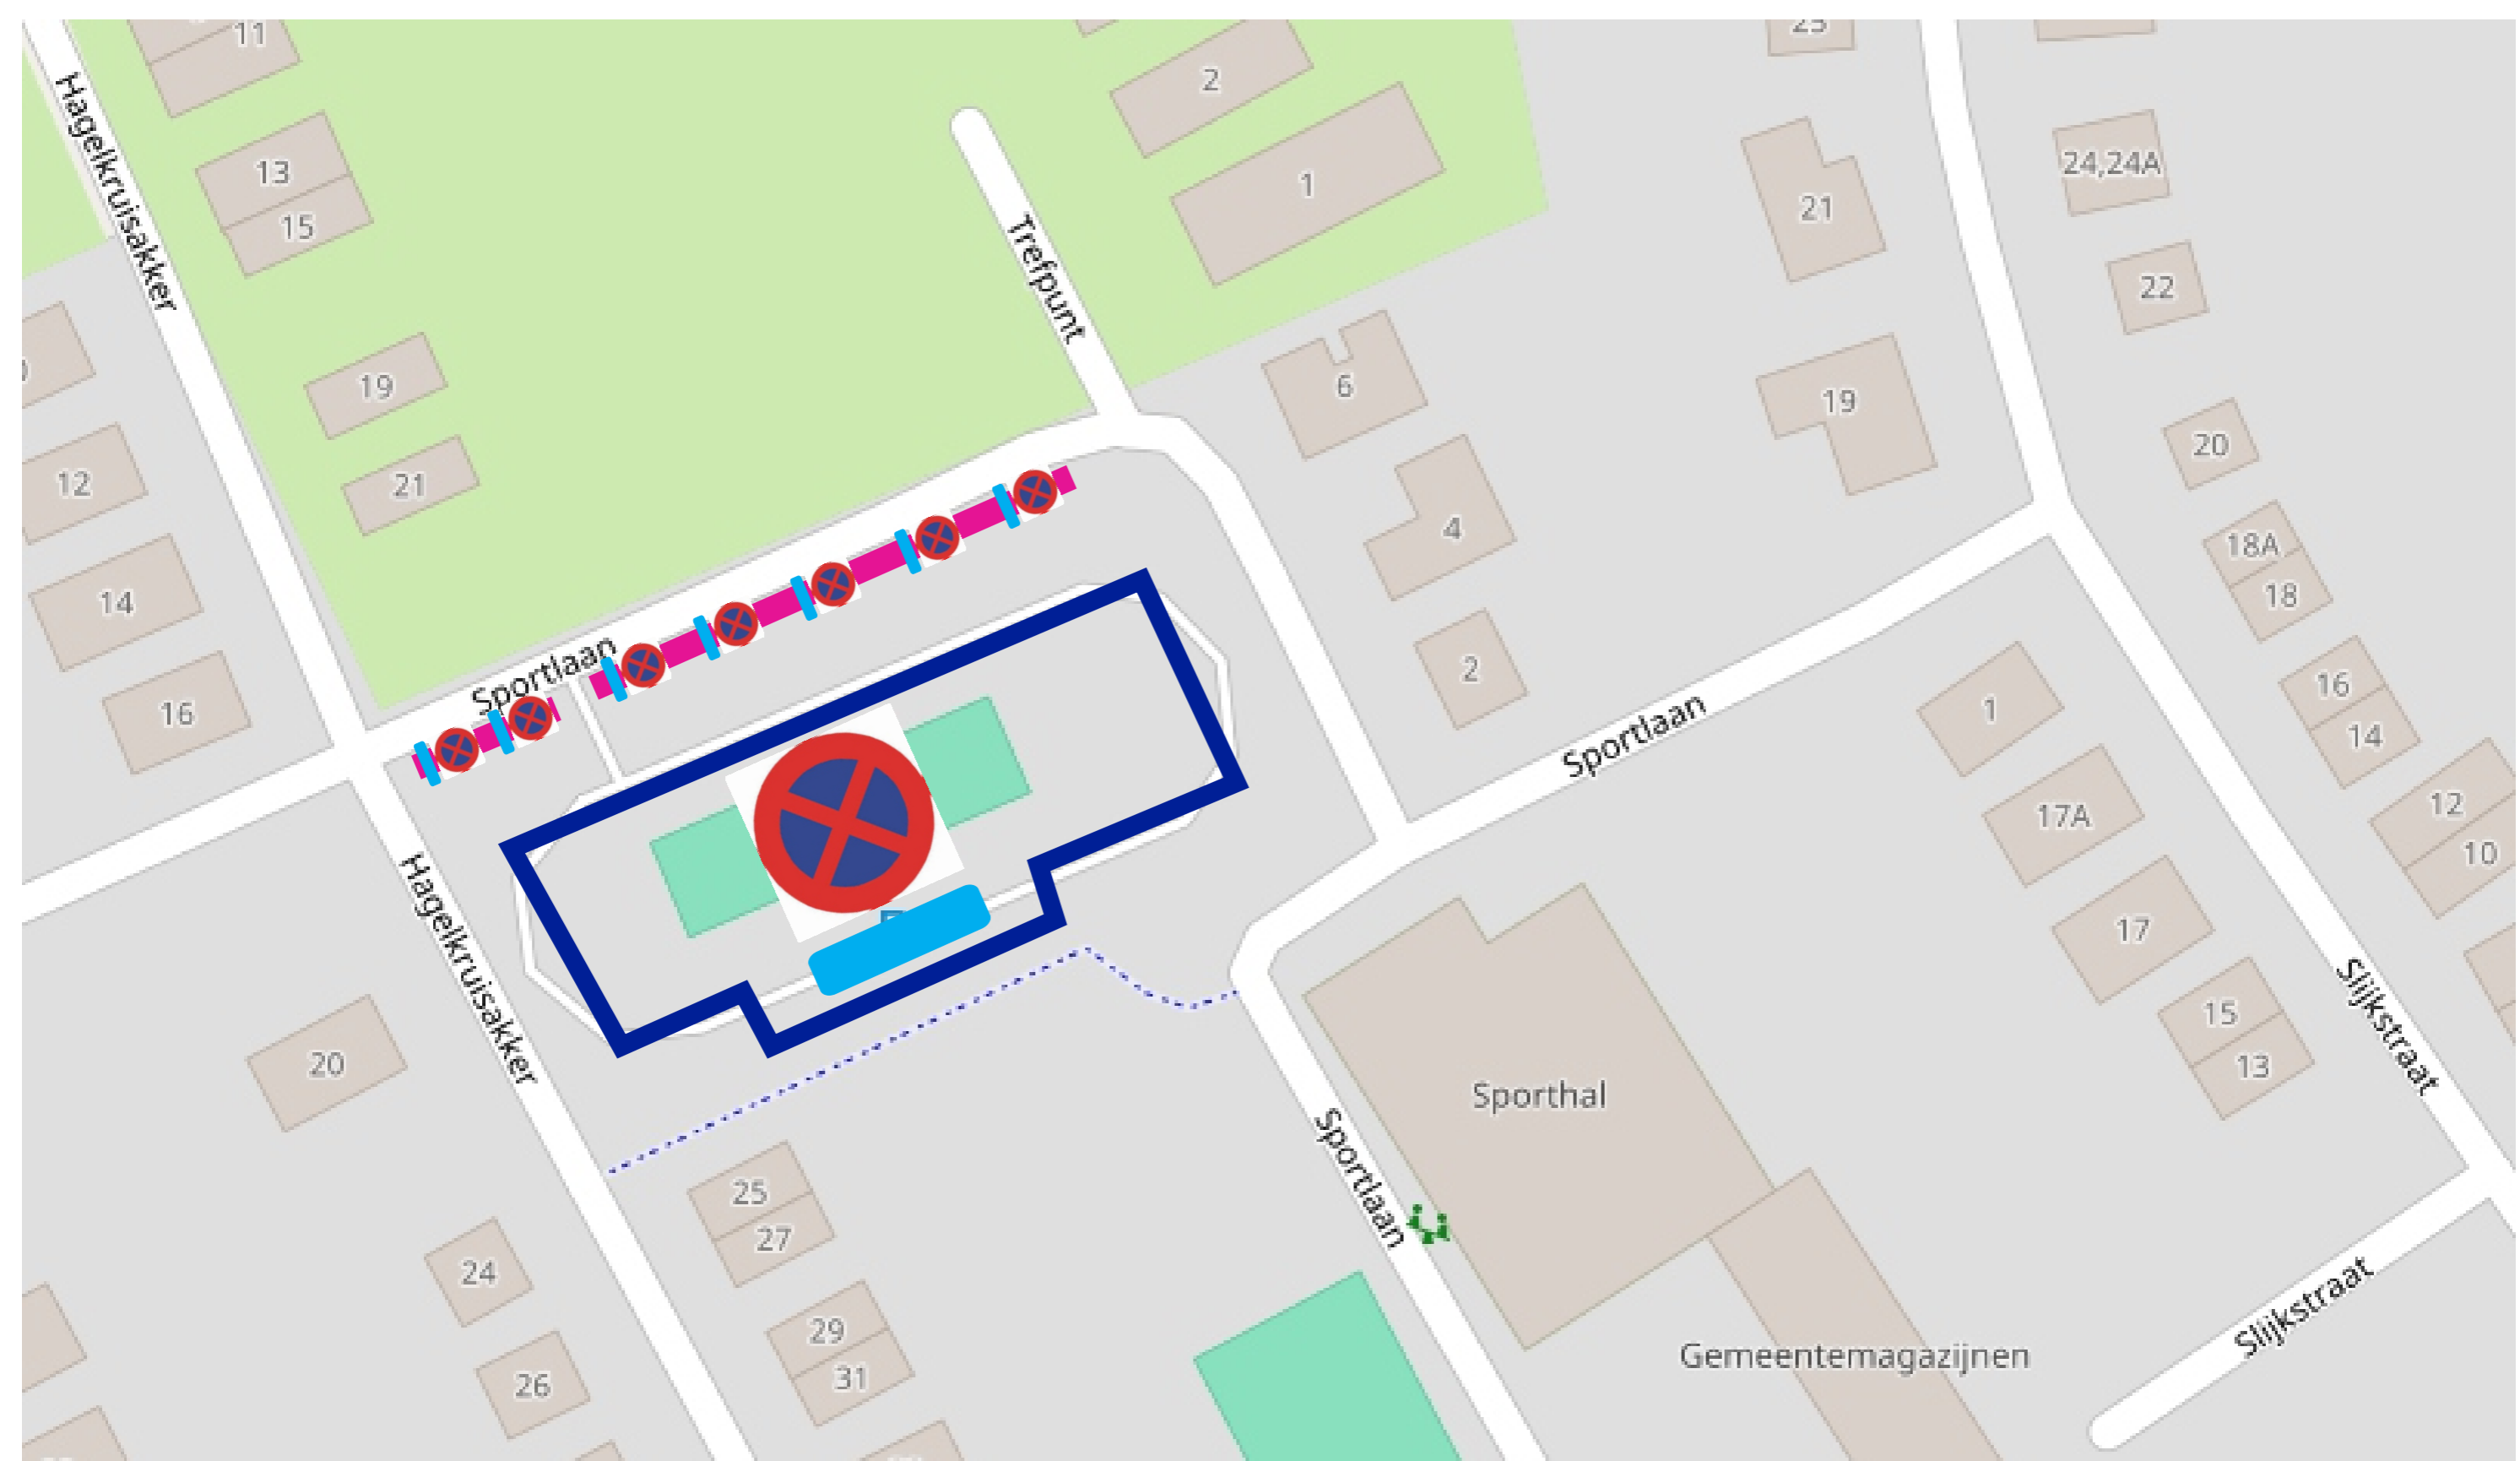 11
2
24,24A
13
1
21
15
Hagelkruisakker
Trefpunt
22
19
6
19
20
12
21
4
18A
18
14
Sportlaan
2
16
16
1
Sportlaan
14
12
17A
10
Hagelkruisakker
17
15
Slijkstraat
20
13
Sporthal
Sportlaan
25
27
24
29
Slijkstraat
31
Gemeentemagazijnen
26